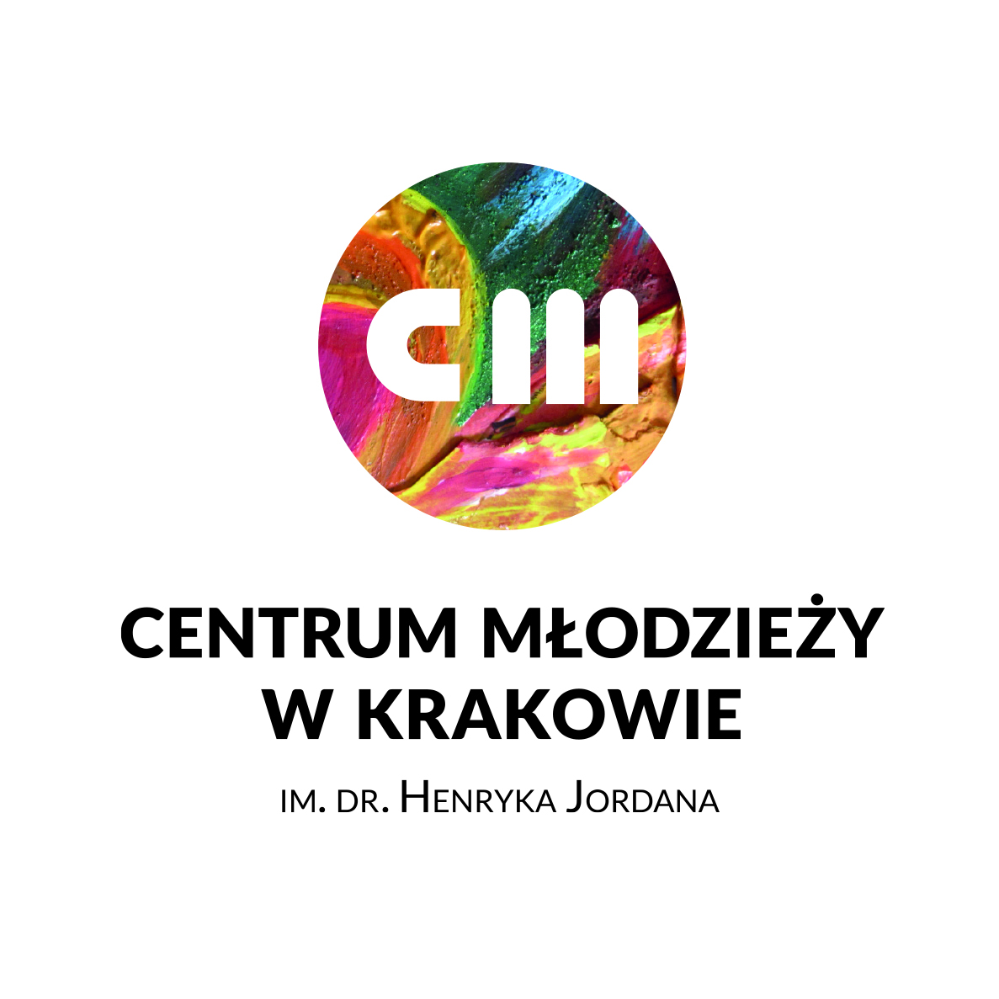 cm
CENTRUM MŁODZIEŻY
W KRAKOWIE
IM. DR. HENRYKA JORDANA